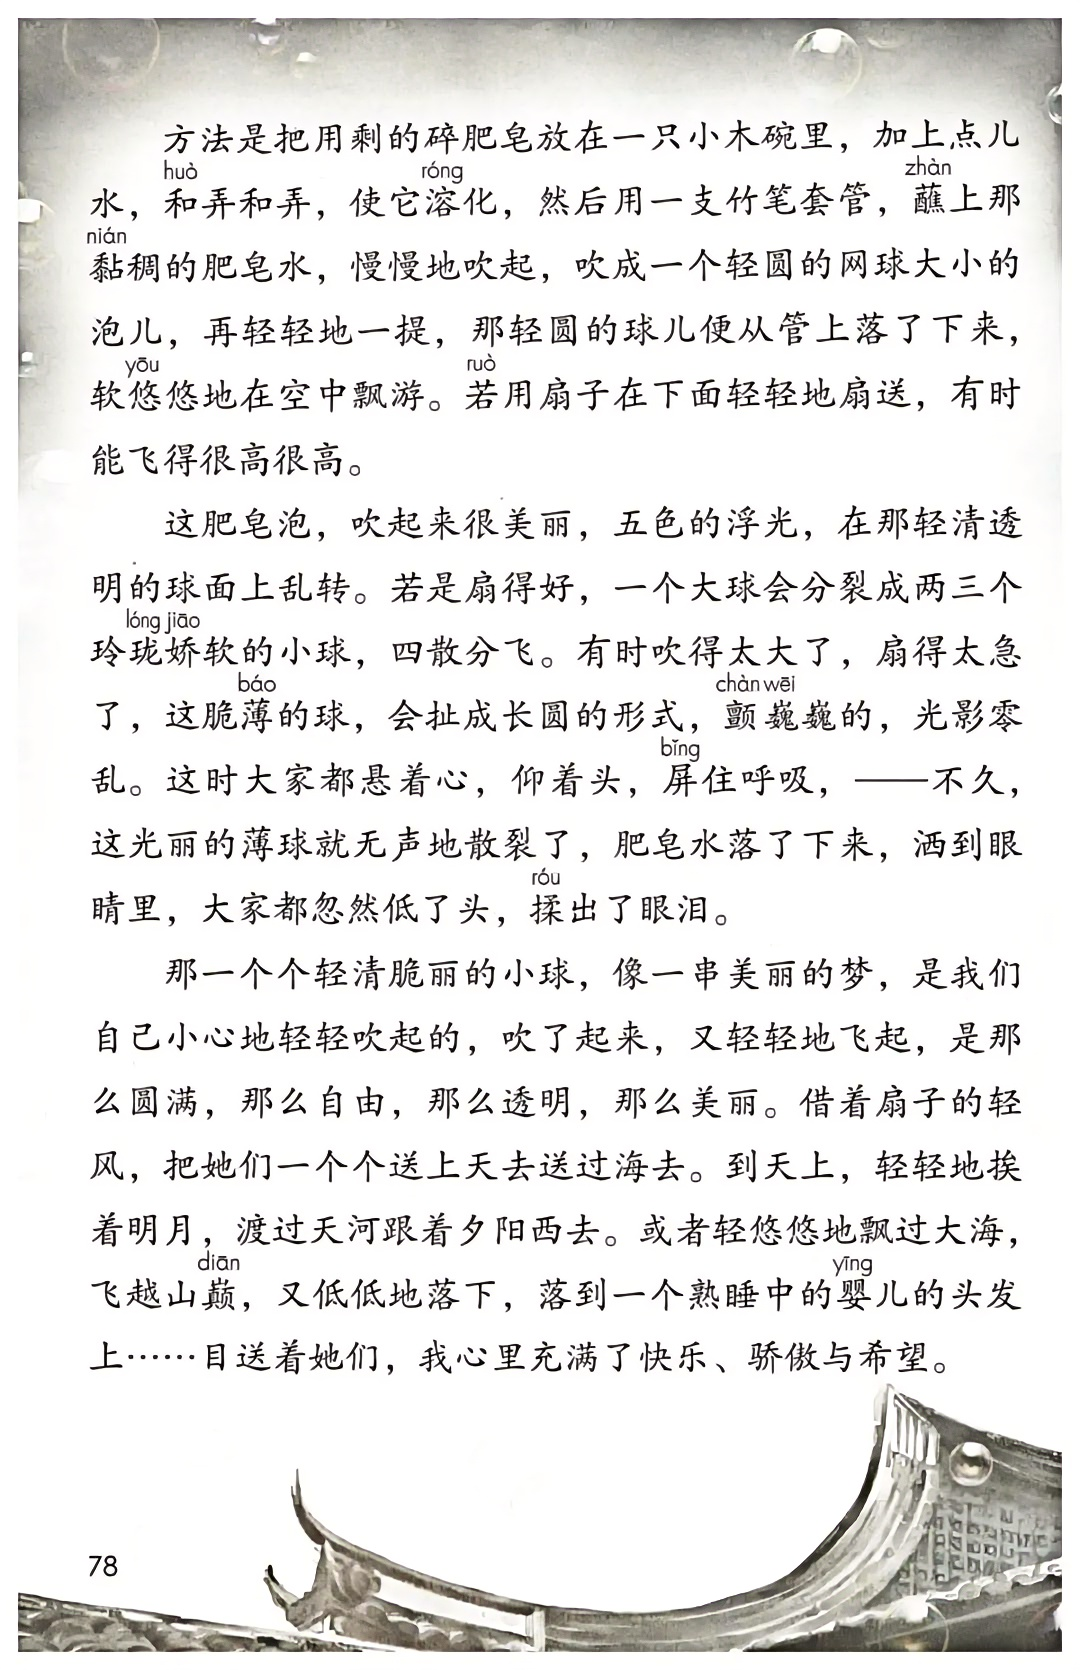 方法是把用剩的碎肥皂放在一只小木碗里，加上点儿
huò róng zhàn
水，和弄和弄，使它溶化，然后用一支竹笔套管，蘸上那
nián
黏稠的肥皂水，慢慢地吹起，吹成一个轻圆的网球大小的
泡儿，再轻轻地一提，那轻圆的球儿便从管上落了下来，
yōu ruò
软悠悠地在空中飘游。若用扇子在下面轻轻地扇送，有时
能飞得很高很高。
这肥皂泡，吹起来很美丽，五色的浮光，在那轻清透
明的球面上乱转。若是扇得好，一个大球会分裂成两三个
lóng jiāo
玲珑娇软的小球，四散分飞。有时吹得太大了，扇得太急
báo chàn wēi
了，这脆薄的球，会扯成长圆的形式，颤巍巍的，光影零
bǐng
乱。这时大家都悬着心，仰着头，屏住呼吸，——不久，
这光丽的薄球就无声地散裂了，肥皂水落了下来，洒到眼
róu
睛里，大家都忽然低了头，揉出了眼泪。
那一个个轻清脆丽的小球，像一串美丽的梦，是我们
自己小心地轻轻吹起的，吹了起来，又轻轻地飞起，是那
么圆满，那么自由，那么透明，那么美丽。借着扇子的轻
风，把她们一个个送上天去送过海去。到天上，轻轻地挨
着明月，渡过天河跟着夕阳西去。或者轻悠悠地飘过大海，
diān yīng
飞越山巅，又低低地落下，落到一个熟睡中的婴儿的头发
上……目送着她们，我心里充满了快乐、骄傲与希望。
78